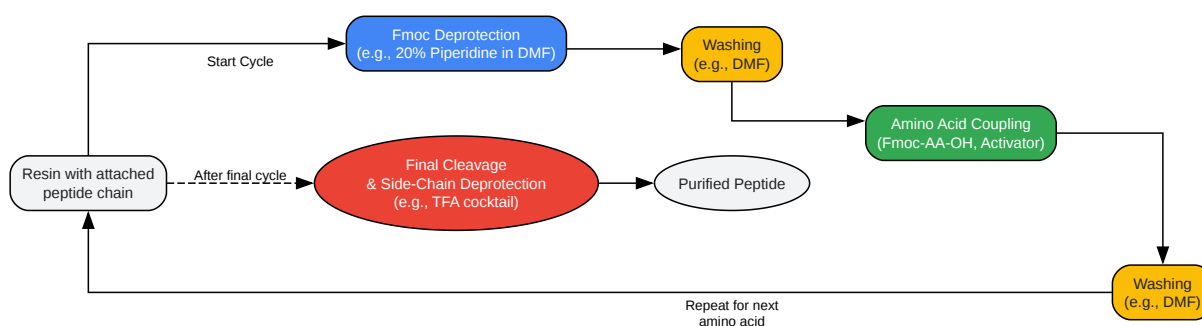 Fmoc Deprotection
(e.g., 20% Piperidine in DMF)
Washing
(e.g., DMF)
Start Cycle
Amino Acid Coupling
(Fmoc-AA-OH, Activator)
Resin with attached
peptide chain
After final cycle
Final Cleavage
& Side-Chain Deprotection
(e.g., TFA cocktail)
Purified Peptide
Washing
(e.g., DMF)
Repeat for next
amino acid